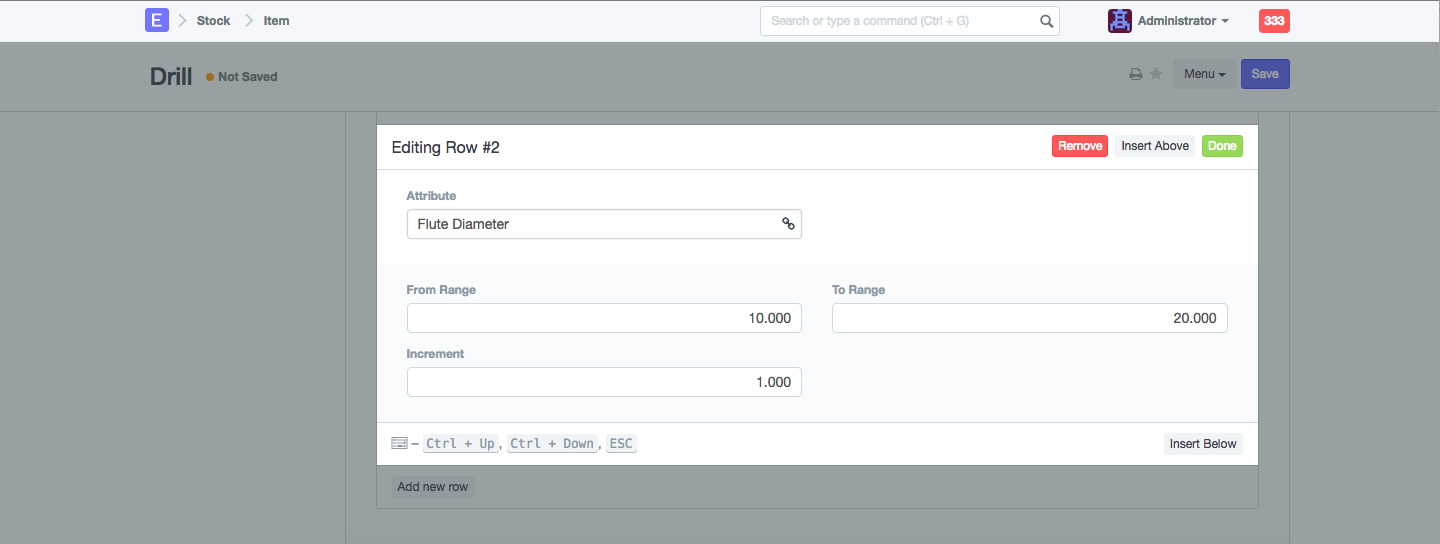 E Stock Item Search or type a command (Ctrl + G) Administrator 333
Drill Not Saved Menu Save
Editing Row #2 Remove Insert Above Done
Attribute
Flute Diameter
From Range To Range
10.000 20.000
Increment
1.000
– Ctrl + Up, Ctrl + Down, ESC Insert Below
Add new row